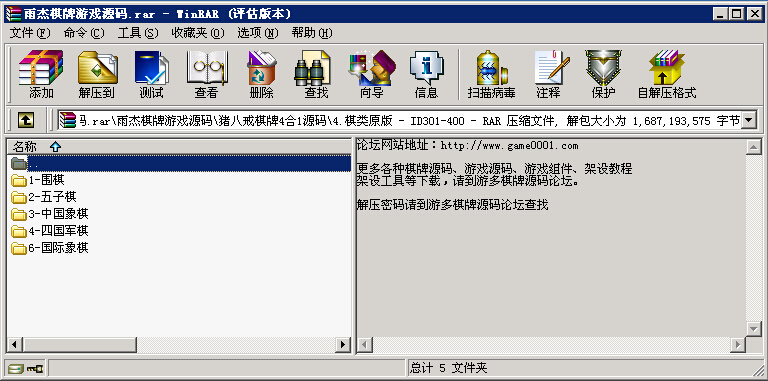 雨杰棋牌游戏源码.rar - WinRAR (评估版本)
文件(F) 命令(C) 工具(S) 收藏夹(O) 选项(N) 帮助(H)
添加 解压到 测试 查看 删除 查找 向导 信息 扫描病毒 注释 保护 自解压格式
.rar\雨杰棋牌游戏源码\猪八戒棋牌4合1源码\4.棋类原版 - ID301-400 - RAR 压缩文件, 解包大小为 1,687,193,575 字节
名称
..
1-围棋
2-五子棋
3-中国象棋
4-四国军棋
6-国际象棋
论坛网站地址：http://www.game0001.com
更多各种棋牌源码、游戏源码、游戏组件、架设教程
架设工具等下载，请到游多棋牌源码论坛。
解压密码请到游多棋牌源码论坛查找
总计 5 文件夹